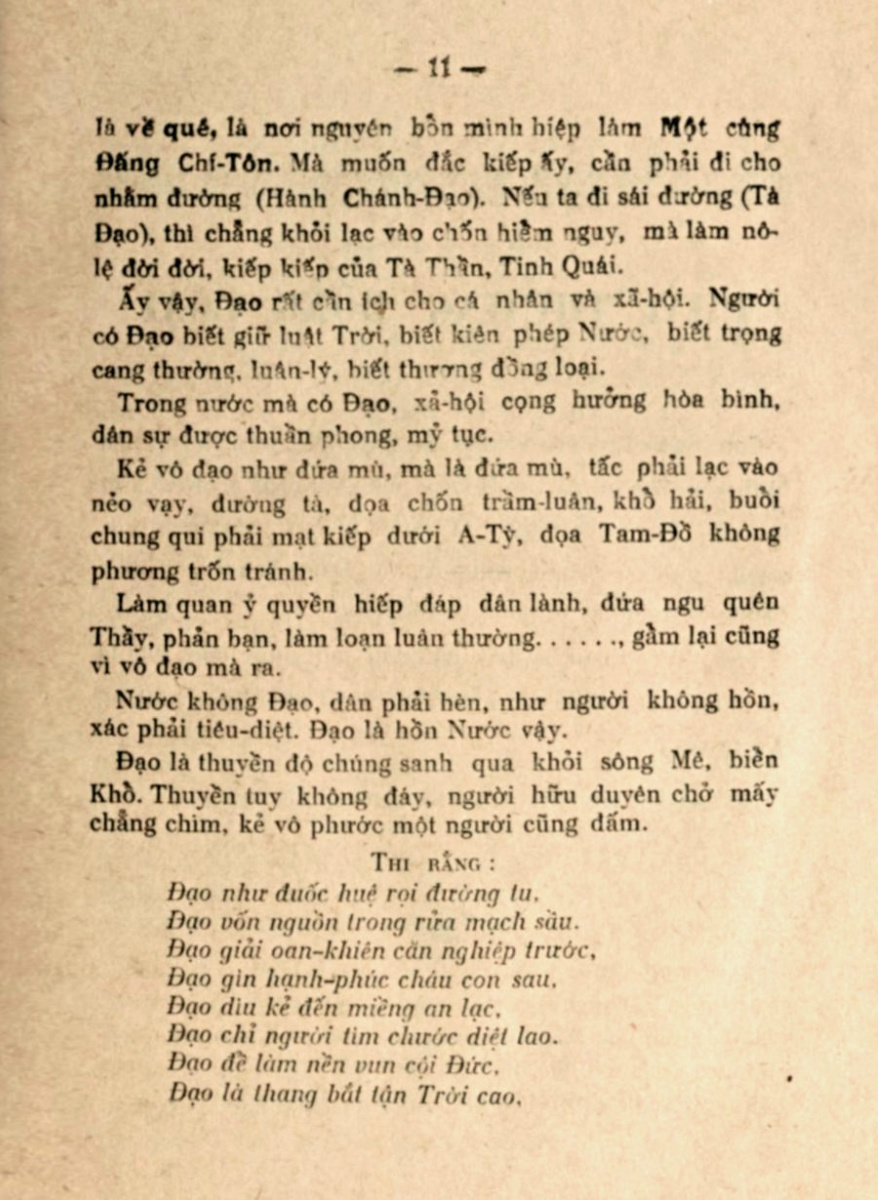 — 11 —
là về quê, là nơi nguyên bổn mình hiệp làm Một cùng
Đấng Chí-Tôn. Mà muốn đắc kiếp ấy, cần phải đi cho
nhằm đường (Hành Chánh-Đạo). Nếu ta đi sái đường (Tà
Đạo), thì chẳng khỏi lạc vào chốn hiểm nguy, mà làm nô-
lệ đời đời, kiếp kiếp của Tà Thần, Tinh Quái.
Ấy vậy, Đạo rất cần ích cho cá nhân và xã-hội. Người
có Đạo biết giữ luật Trời, biết kiên phép Nước, biết trọng
cang thường, luân-lý, biết thương đồng loại.
Trong nước mà có Đạo, xả-hội cọng hưởng hòa bình,
dân sự được thuần phong, mỹ tục.
Kẻ vô đạo như đứa mù, mà là đứa mù, tấc phải lạc vào
nẻo vạy, đường tà, dọa chốn trầm-luân, khổ hải, buổi
chung qui phải mạt kiếp dưới A-Tỳ, dọa Tam-Đồ không
phương trốn tránh.
Làm quan ỷ quyền hiếp đáp dân lành, đứa ngu quên
Thầy, phản bạn, làm loạn luân thường......, gẫm lại cũng
vì vô đạo mà ra.
Nước không Đạo, dân phải hèn, như người không hồn,
xác phải tiêu-diệt. Đạo là hồn Nước vậy.
Đạo là thuyền độ chúng sanh qua khỏi sông Mê, biển
Khổ. Thuyền tuy không đáy, người hữu duyên chở mấy
chẳng chìm, kẻ vô phước một người cũng đắm.
THI RẰNG :
Đạo như đuốc huệ rọi đường tu,
Đạo vốn nguồn trong rửa mạch sầu.
Đạo giải oan-khiên căn nghiệp trước,
Đạo gìn hạnh-phúc cháu con sau.
Đạo dìu kẻ đến miềng an lạc,
Đạo chỉ người tìm chước diệt lao.
Đạo để làm nền vun cội Đức,
Đạo là thang bắt tận Trời cao.